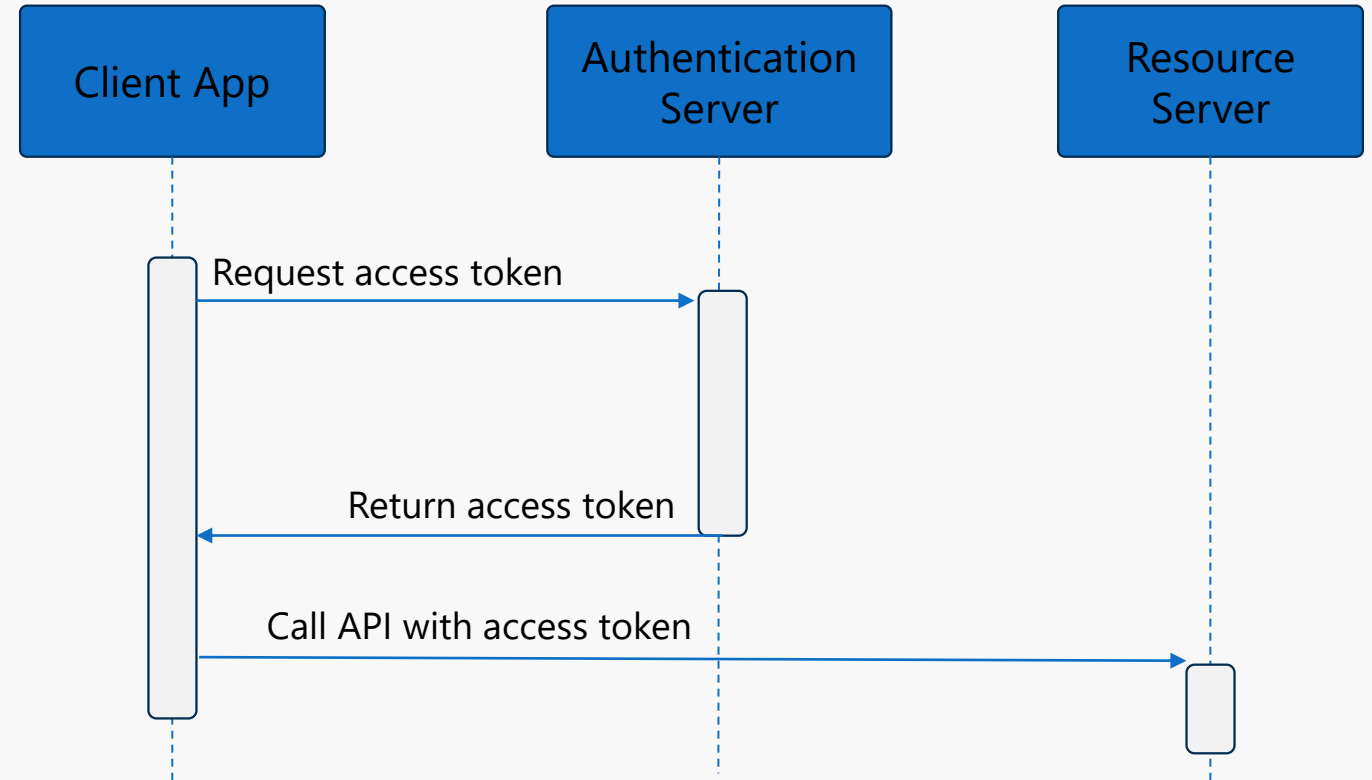 Client App
Authentication
Server
Resource
Server
Request access token
Return access token
Call API with access token